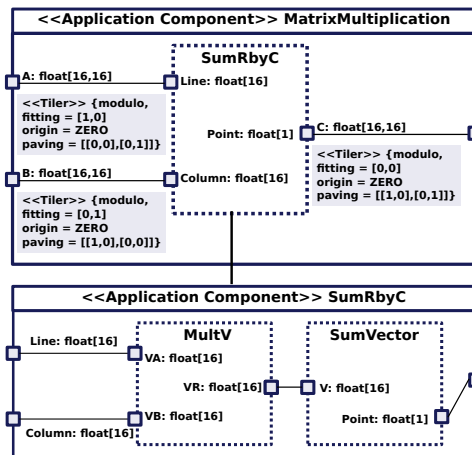 <<Application Component>> MatrixMultiplication
SumRbyC
A: float[16,16]
Line: float[16]
<<Tiler>> {modulo,
fitting = [1,0]
origin = ZERO
paving = [[0,0],[0,1]]}
Point: float[1]
C: float[16,16]
<<Tiler>> {modulo,
fitting = [0,0]
origin = ZERO
paving = [[1,0],[0,1]]}
B: float[16,16]
Column: float[16]
<<Tiler>> {modulo,
fitting = [0,1]
origin = ZERO
paving = [[1,0],[0,0]]}
<<Application Component>> SumRbyC
MultV
SumVector
Line: float[16]
VA: float[16]
VR: float[16]
V: float[16]
VB: float[16]
Point: float[1]
Column: float[16]